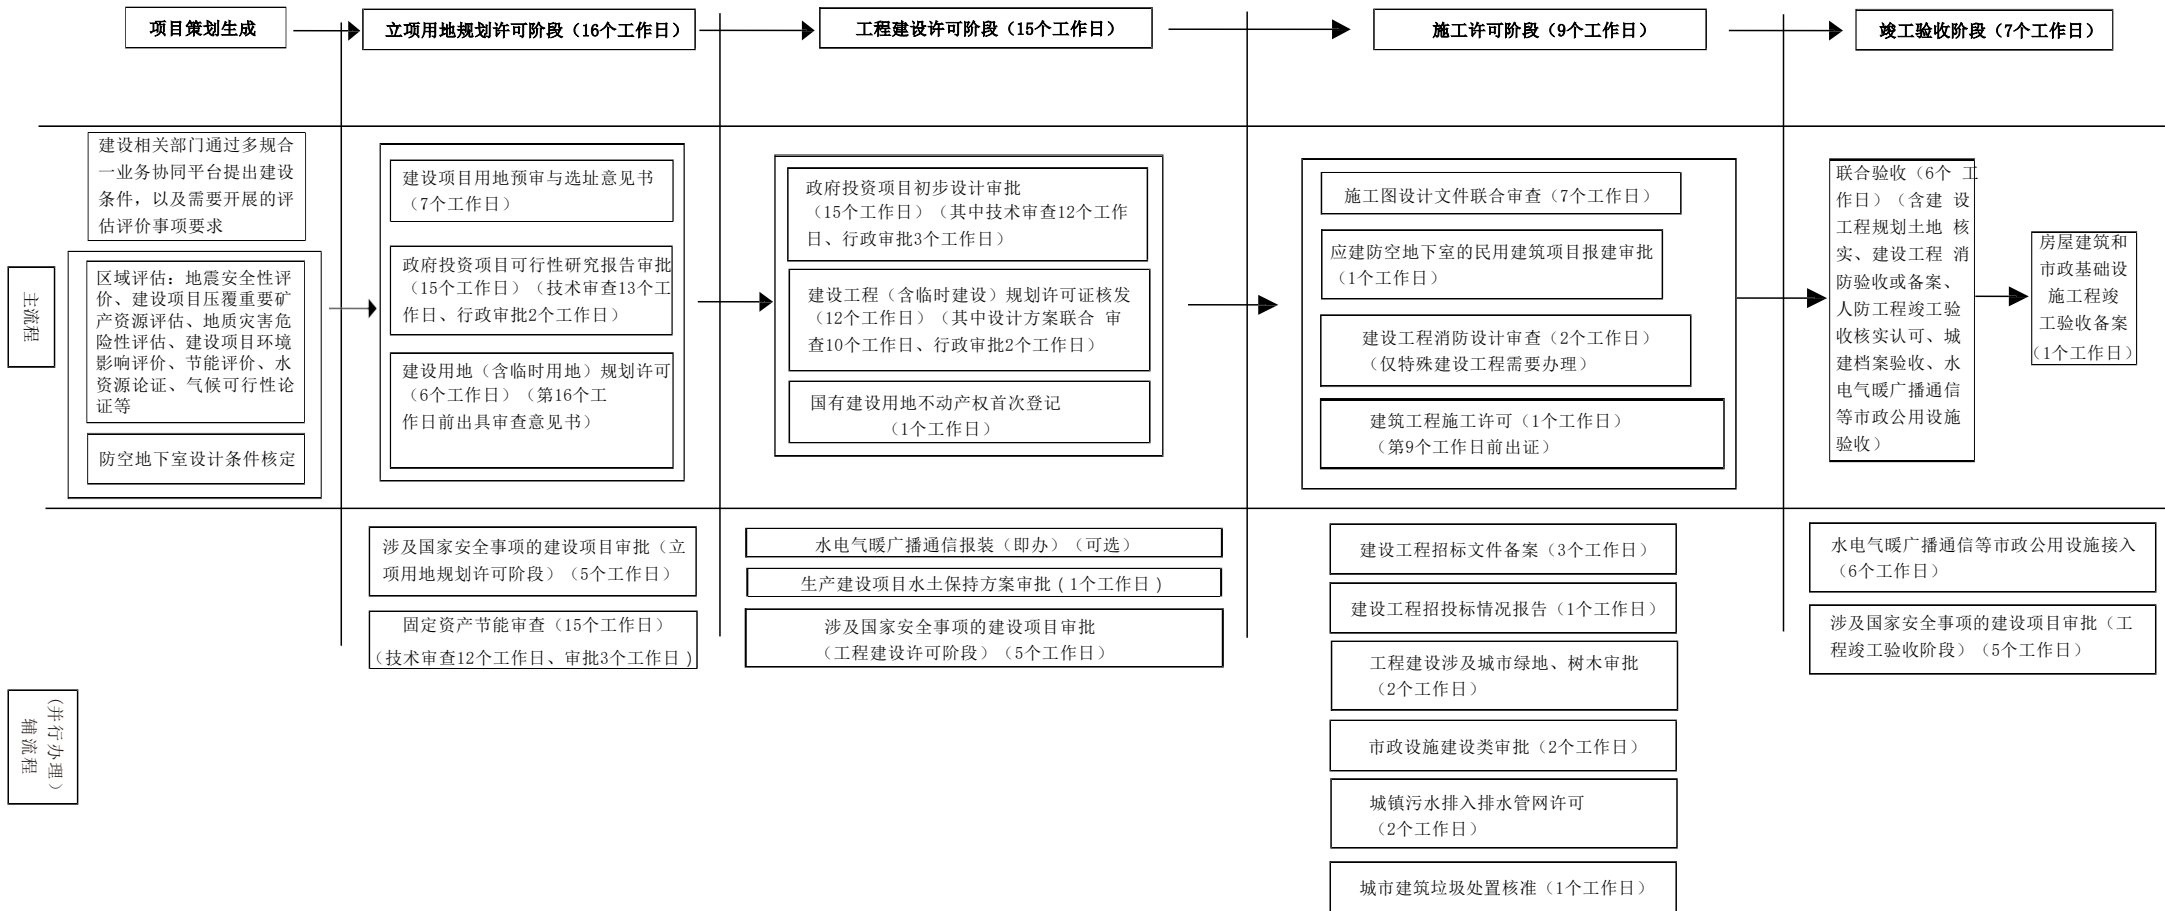 项目策划生成
立项用地规划许可阶段（16个工作日）
工程建设许可阶段（15个工作日）
施工许可阶段（9个工作日）
竣工验收阶段（7个工作日）
主流程
建设相关部门通过多规合
一业务协同平台提出建设
条件，以及需要开展的评
估评价事项要求
区域评估：地震安全性评
价、建设项目压覆重要矿
产资源评估、地质灾害危
险性评估、建设项目环境
影响评价、节能评价、水
资源论证、气候可行性论
证等
防空地下室设计条件核定
建设项目用地预审与选址意见书
（7个工作日）
政府投资项目可行性研究报告审批
（15个工作日）（技术审查13个工
作日、行政审批2个工作日）
建设用地（含临时用地）规划许可
（6个工作日）（第16个工
作日前出具审查意见书）
政府投资项目初步设计审批
（15个工作日）（其中技术审查12个工作
日、行政审批3个工作日）
建设工程（含临时建设）规划许可证核发
（12个工作日）（其中设计方案联合 审
查10个工作日、行政审批2个工作日）
国有建设用地不动产权首次登记
（1个工作日）
施工图设计文件联合审查（7个工作日）
应建防空地下室的民用建筑项目报建审批
（1个工作日）
建设工程消防设计审查（2个工作日）
（仅特殊建设工程需要办理）
建筑工程施工许可（1个工作日）
（第9个工作日前出证）
联合验收（6个 工
作日）（含建 设
工程规划土地 核
实、建设工程 消
防验收或备案、
人防工程竣工验
收核实认可、城
建档案验收、水
电气暖广播通信
等市政公用设施
验收）
房屋建筑和
市政基础设
施工程竣
工验收备案
（1个工作日）
（并行办理）
辅流程
涉及国家安全事项的建设项目审批（立
项用地规划许可阶段）（5个工作日）
固定资产节能审查（15个工作日）
（技术审查12个工作日、审批3个工作日）
水电气暖广播通信报装（即办）（可选）
生产建设项目水土保持方案审批（1个工作日）
涉及国家安全事项的建设项目审批
（工程建设许可阶段）（5个工作日）
建设工程招标文件备案（3个工作日）
建设工程招投标情况报告（1个工作日）
工程建设涉及城市绿地、树木审批
（2个工作日）
市政设施建设类审批（2个工作日）
城镇污水排入排水管网许可
（2个工作日）
城市建筑垃圾处置核准（1个工作日）
水电气暖广播通信等市政公用设施接入
（6个工作日）
涉及国家安全事项的建设项目审批（工
程竣工验收阶段）（5个工作日）